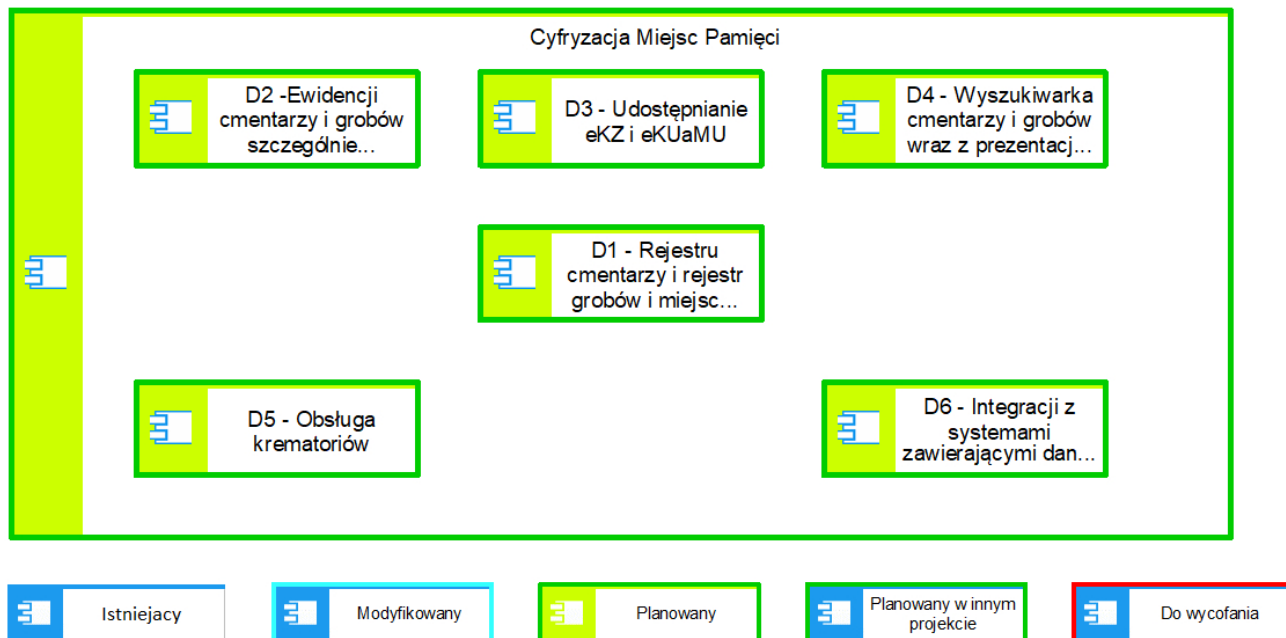 Cyfryzacja Miejsc Pamięci
D2 -Ewidencji
cmentarzy i grobów
szczególnie...
D3 - Udostępnianie
eKZ i eKUaMU
D4 - Wyszukiwarka
cmentarzy i grobów
wraz z prezentacj...
D1 - Rejestru
cmentarzy i rejestr
grobów i miejsc...
D5 - Obsługa
krematoriów
D6 - Integracji z
systemami
zawierającymi dan...
Istniejacy
Modyfikowany
Planowany
Planowany w innym
projekcie
Do wycofania